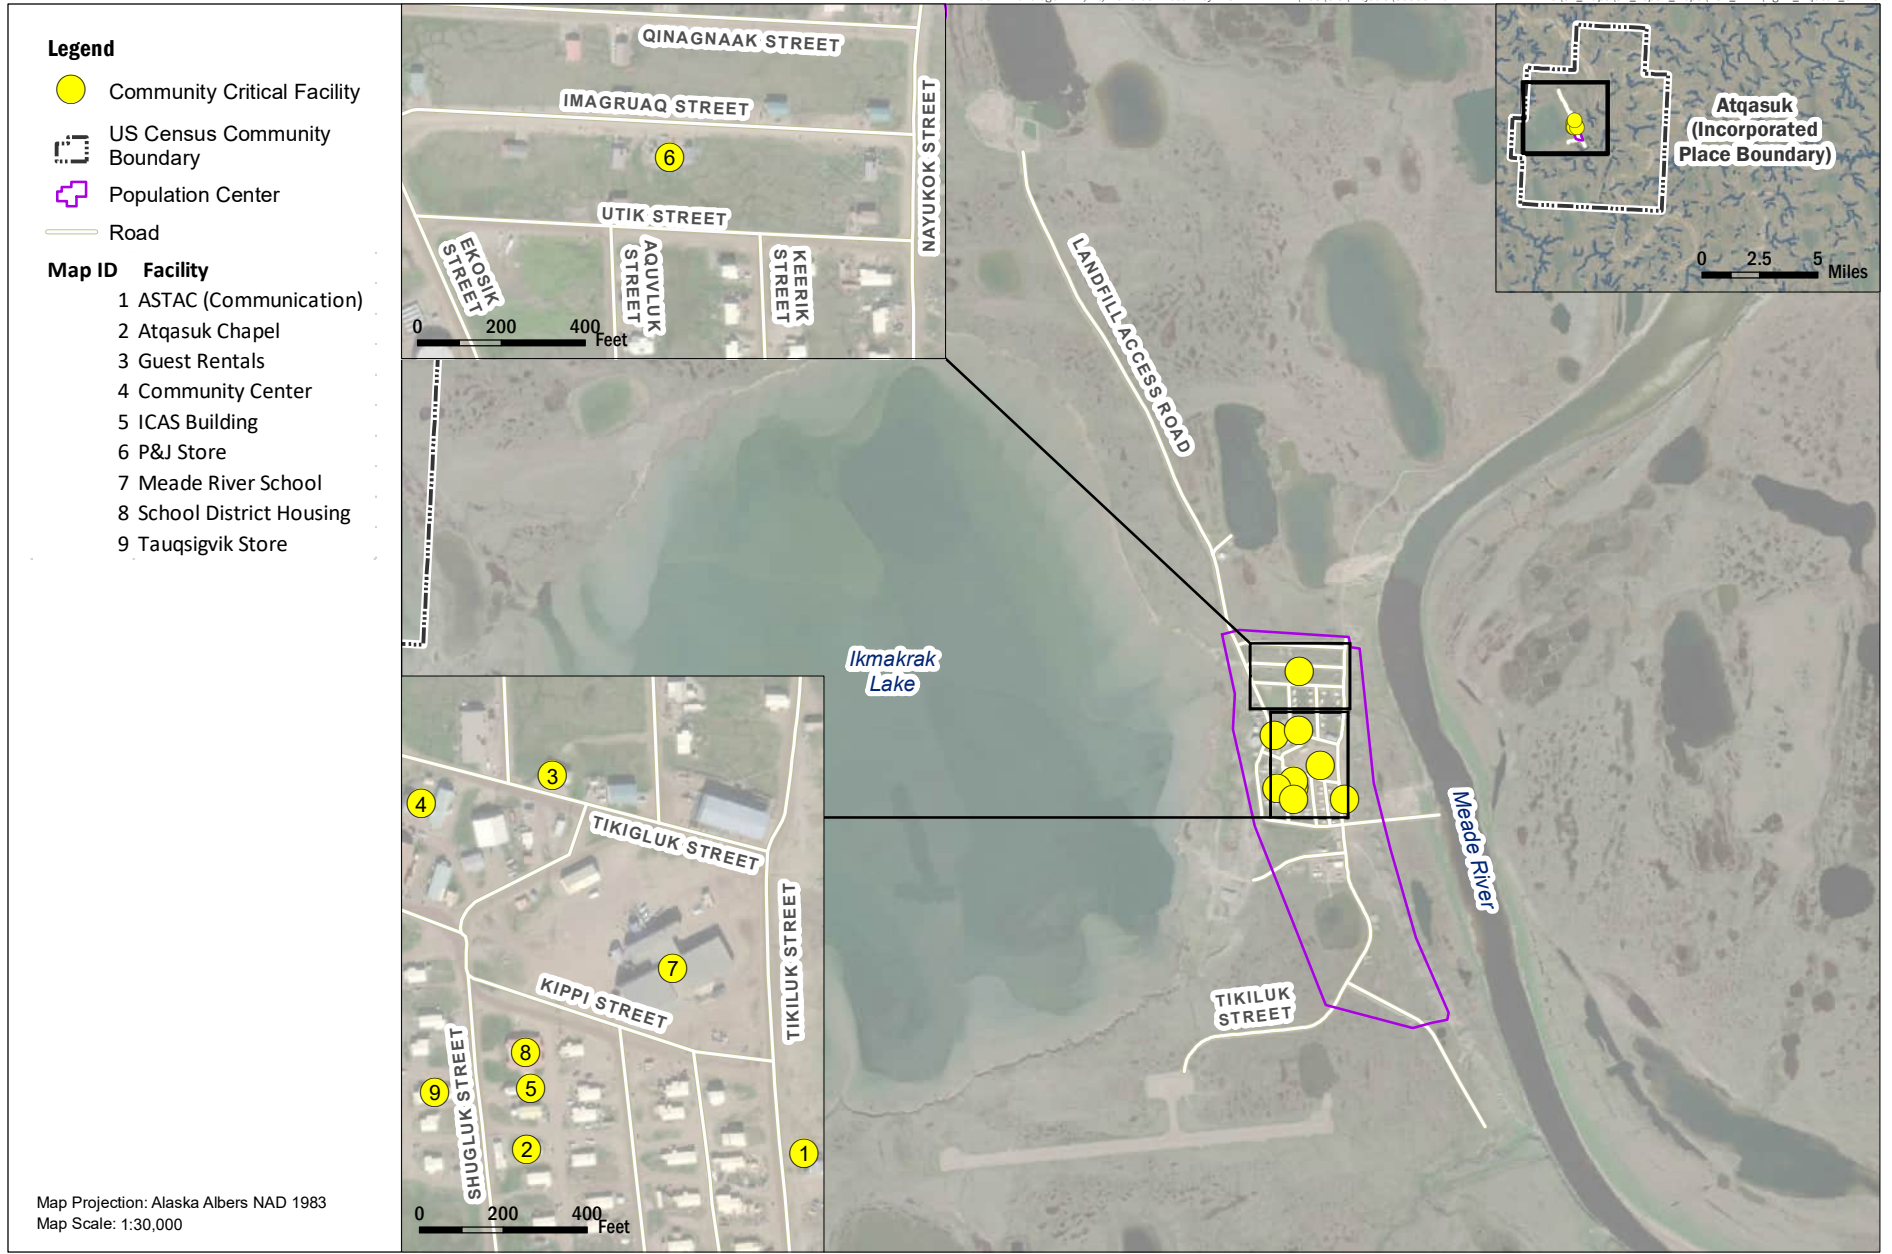 Legend
Community Critical Facility
US Census Community
Boundary
Population Center
Road
Map ID Facility
1 ASTAC (Communication)
2 Atqasuk Chapel
3 Guest Rentals
4 Community Center
5 ICAS Building
6 P&J Store
7 Meade River School
8 School District Housing
9 Tauqsigvik Store
Map Projection: Alaska Albers NAD 1983
Map Scale: 1:30,000
QINAGNAAK STREET
IMAGRUAQ STREET
NAYUKOK STREET
6
UTIK STREET
EKOSIK
STREET
AQUVLUK
STREET
KEERIK
STREET
0 200 400
Feet
LANDFILL ACCESS ROAD
Atqasuk
(Incorporated
Place Boundary)
0 2.5 5
Miles
Ikmakrak
Lake
Meade River
TIKILUK
STREET
3
4
TIKIGLUK STREET
TIKILUK STREET
7
KIPPI STREET
SHUGLUK STREET
8
5
9
2
1
0 200 400
Feet